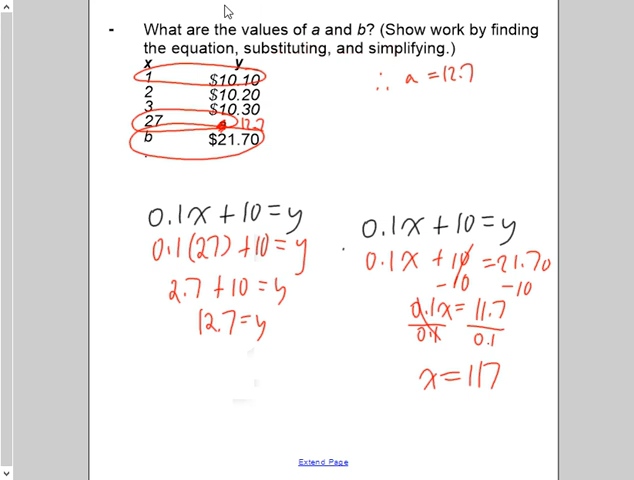 - What are the values of a and b? (Show work by finding
the equation, substituting, and simplifying.)
x y
1 $10.10
2 $10.20
3 $10.30
27 12.7
b $21.70
∴ a = 12.7
0.1x + 10 = y
0.1(27) + 10 = y
2.7 + 10 = y
12.7 = y
0.1x + 10 = y
0.1x + 10 = 21.70
-10 -10
0.1x = 11.7
0.1 0.1
x = 117
Extend Page